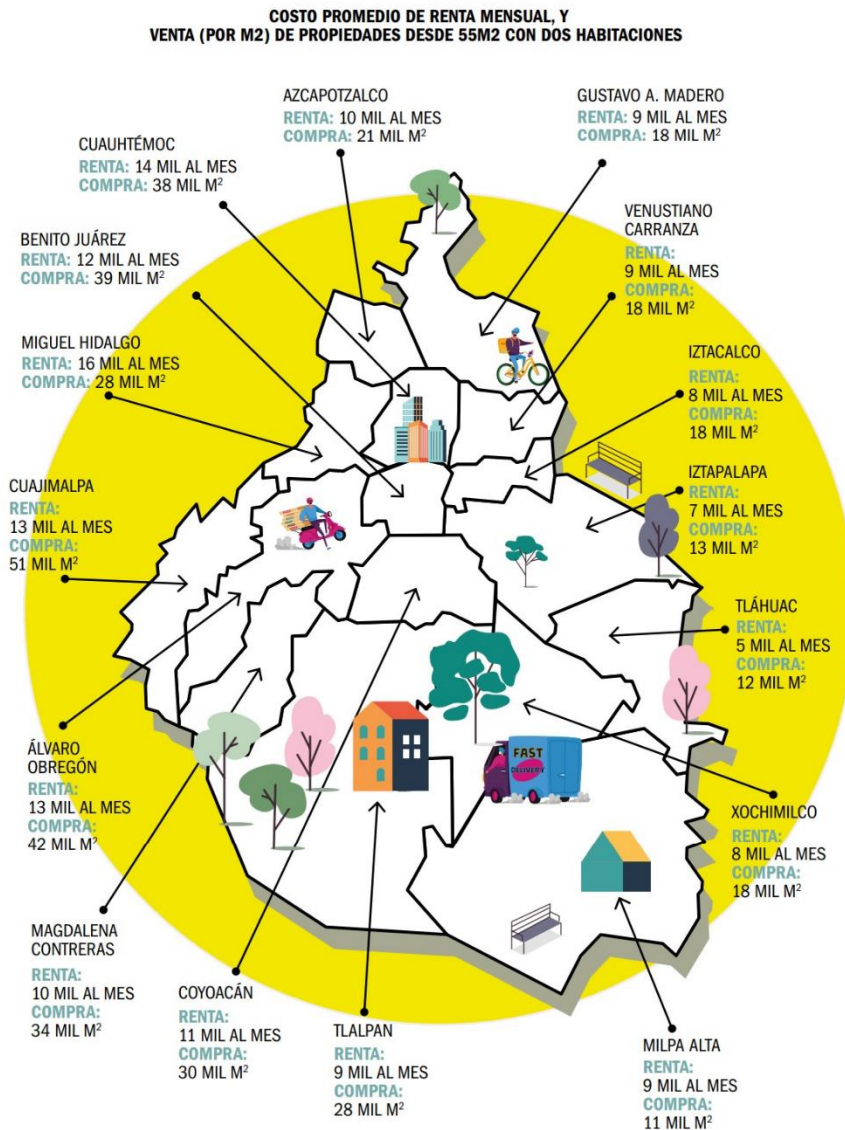 COSTO PROMEDIO DE RENTA MENSUAL, Y
VENTA (POR M2) DE PROPIEDADES DESDE 55M2 CON DOS HABITACIONES
AZCAPOTZALCO
RENTA: 10 MIL AL MES
COMPRA: 21 MIL M²
GUSTAVO A. MADERO
RENTA: 9 MIL AL MES
COMPRA: 18 MIL M²
CUAUHTÉMOC
RENTA: 14 MIL AL MES
COMPRA: 38 MIL M²
VENUSTIANO
CARRANZA
RENTA:
9 MIL AL MES
COMPRA:
18 MIL M²
BENITO JUÁREZ
RENTA: 12 MIL AL MES
COMPRA: 39 MIL M²
MIGUEL HIDALGO
RENTA: 16 MIL AL MES
COMPRA: 28 MIL M²
IZTACALCO
RENTA:
8 MIL AL MES
COMPRA:
18 MIL M²
CUAJIMALPA
RENTA:
13 MIL AL MES
COMPRA:
51 MIL M²
IZTAPALAPA
RENTA:
7 MIL AL MES
COMPRA:
13 MIL M²
TLÁHUAC
RENTA:
5 MIL AL MES
COMPRA:
12 MIL M²
FAST
DELIVERY
ÁLVARO
OBREGÓN
RENTA:
13 MIL AL MES
COMPRA:
42 MIL M²
XOCHIMILCO
RENTA:
8 MIL AL MES
COMPRA:
18 MIL M²
MAGDALENA
CONTRERAS
RENTA:
10 MIL AL MES
COMPRA:
34 MIL M²
COYOACÁN
RENTA:
11 MIL AL MES
COMPRA:
30 MIL M²
TLALPAN
RENTA:
9 MIL AL MES
COMPRA:
28 MIL M²
MILPA ALTA
RENTA:
9 MIL AL MES
COMPRA:
11 MIL M²